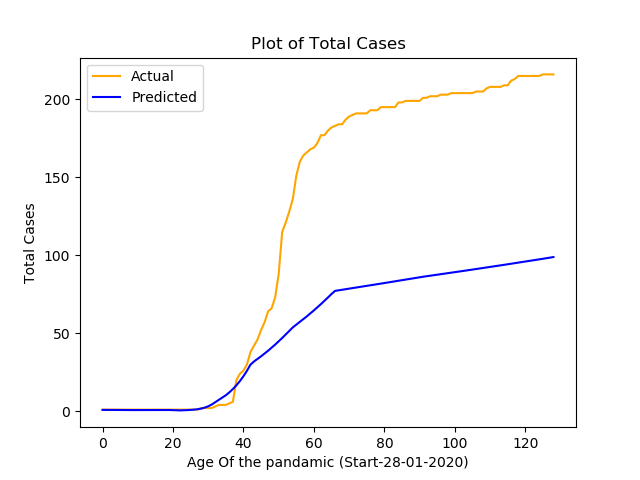 Plot of Total Cases
Actual
Predicted
Total Cases
200
150
100
50
0
0 20 40 60 80 100 120
Age Of the pandamic (Start-28-01-2020)